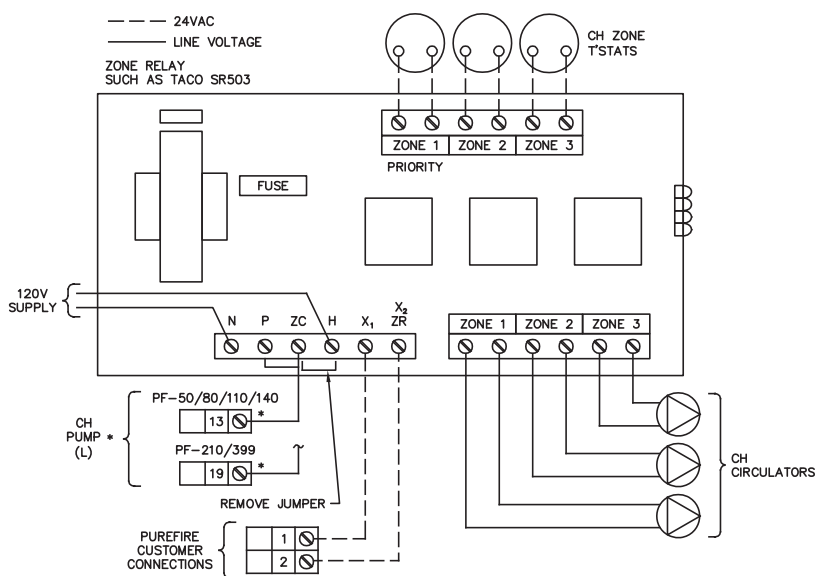 24VAC
LINE VOLTAGE
ZONE RELAY
SUCH AS TACO SR503
CH ZONE
T'STATS
ZONE 1 ZONE 2 ZONE 3
PRIORITY
FUSE
120V
SUPPLY
N P ZC H X1 X2
ZR
ZONE 1 ZONE 2 ZONE 3
PF-50/80/110/140
13 *
CH
PUMP *
(L)
PF-210/399
19 *
REMOVE JUMPER
CH
CIRCULATORS
PUREFIRE
CUSTOMER
CONNECTIONS
1
2